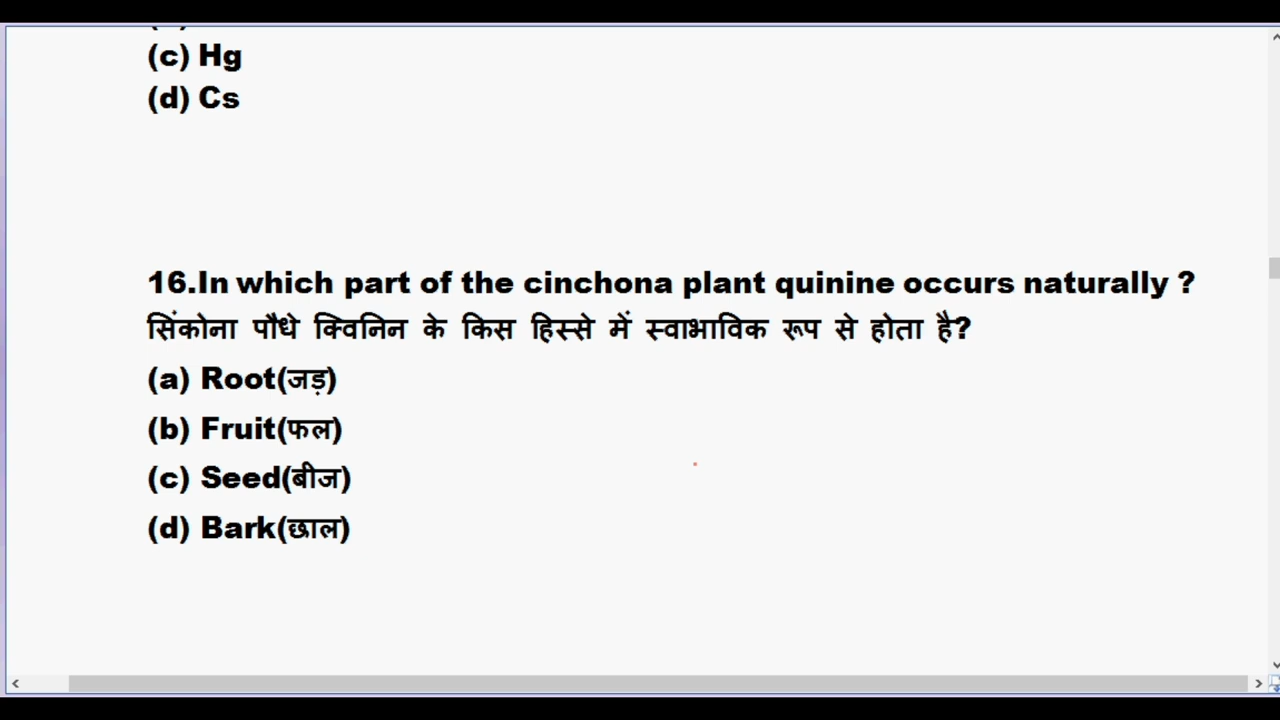 (c) Hg
(d) Cs
16.In which part of the cinchona plant quinine occurs naturally ?
सिंकोना पौधे क्विनिन के किस हिस्से में स्वाभाविक रूप से होता है?
(a) Root(जड़)
(b) Fruit(फल)
(c) Seed(बीज)
(d) Bark(छाल)